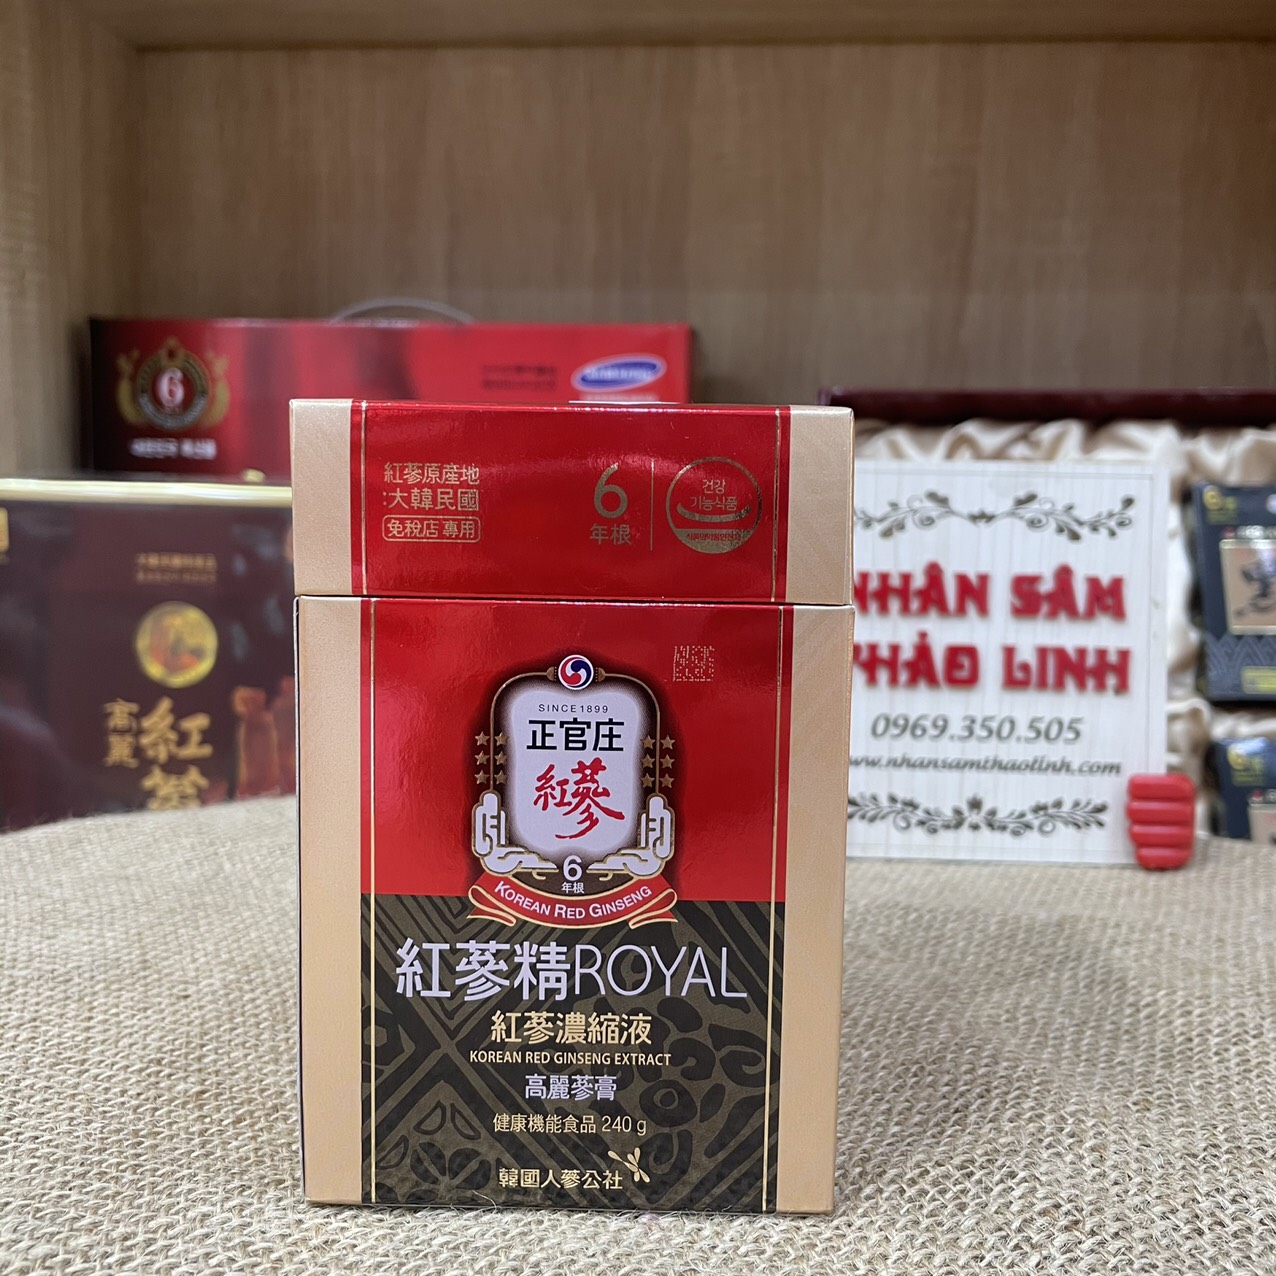 6
紅蔘原産地
:大韓民國
免稅店 專用
6
年根
건강
기능식품
SINCE 1899
正官庄
紅蔘
6
年根
KOREAN RED GINSENG
紅蔘精ROYAL
紅蔘濃縮液
KOREAN RED GINSENG EXTRACT
高麗蔘膏
健康機能食品 240 g
韓國人蔘公社
高麗
紅蔘
NHÂN SÂM
THẢO LINH
0969.350.505
www.nhansamthaolinh.com